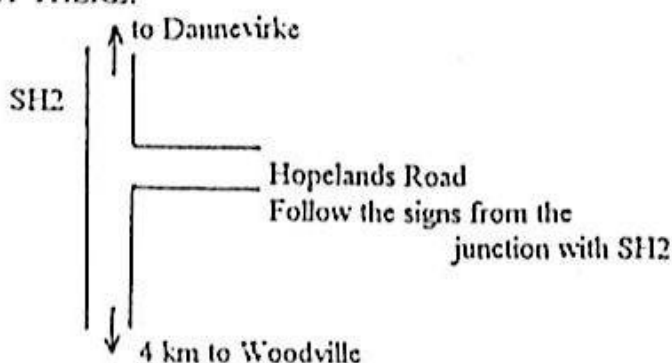 to Dannevirke
SH2
Hopelands Road
Follow the signs from the
junction with SH2
4 km to Woodville